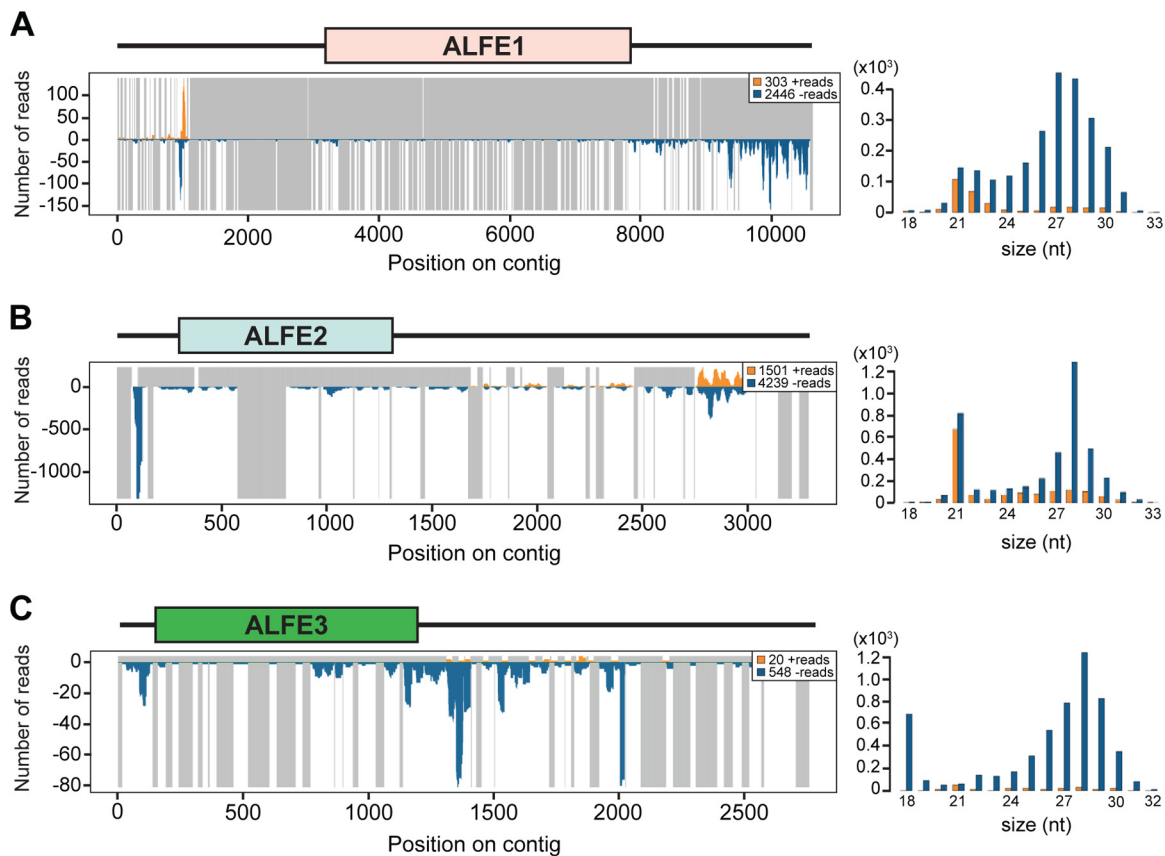 A
ALFE1
Number of reads
100
50
0
-50
-100
-150
303 +reads
2446 -reads
0 2000 4000 6000 8000 10000
Position on contig
(x10³)
0.4
0.3
0.2
0.1
0
18 21 24 27 30 33
size (nt)
B
ALFE2
Number of reads
0
-500
-1000
1501 +reads
4239 -reads
0 500 1000 1500 2000 2500 3000
Position on contig
(x10³)
1.2
1.0
0.8
0.6
0.4
0.2
0
18 21 24 27 30 33
size (nt)
C
ALFE3
Number of reads
0
-20
-40
-60
-80
20 +reads
548 -reads
0 500 1000 1500 2000 2500
Position on contig
(x10³)
1.2
1.0
0.8
0.6
0.4
0.2
0
18 21 24 27 30 32
size (nt)